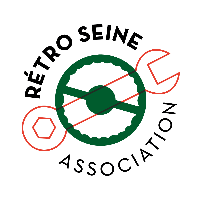 RÉTRO SEINE
ASSOCIATION